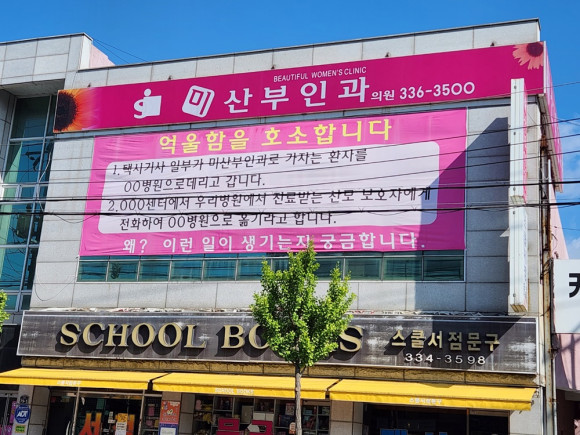 BEAUTIFUL WOMEN'S CLINIC
미 산부인과의원 336-3500
억울함을 호소합니다
1. 택시기사 일부가 미산부인과로 가자는 환자를
OO병원으로데리고 갑니다.
2.000센터에서 우리병원에서 진료받는 산모 보호자에게
전화하여 OO병원으로 옮기라고 합니다.
왜? 이런 일이 생기는지 궁금합니다.
SCHOOL BOOKS 스쿨서점문구
334-3598
ADT